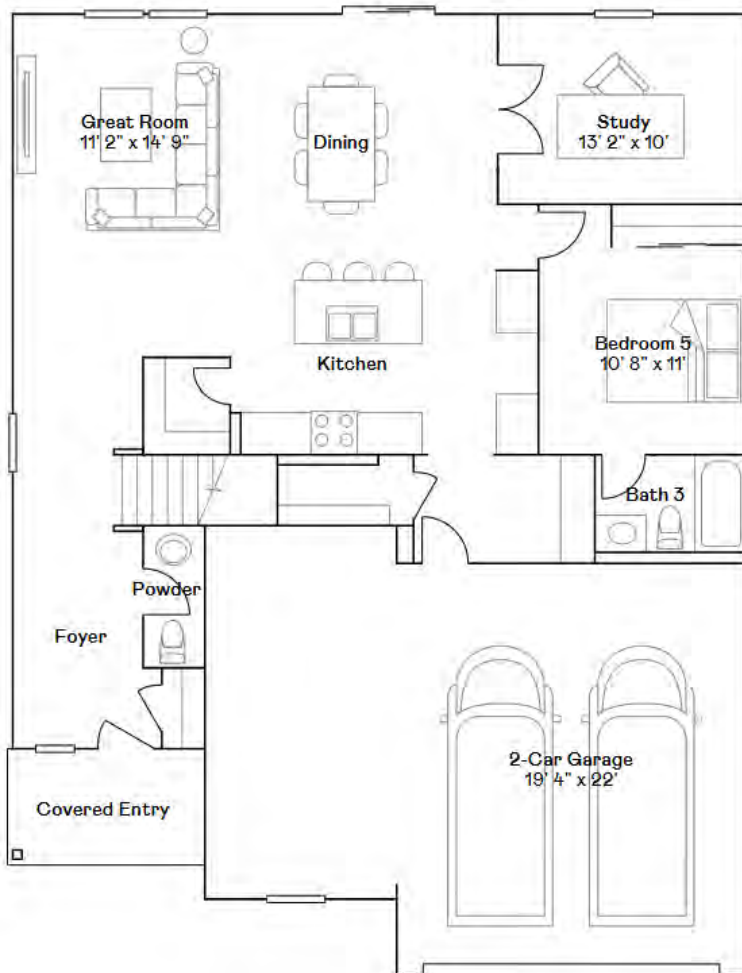 Great Room
11' 2" x 14' 9"
Dining
Study
13' 2" x 10'
Kitchen
Bedroom 5
10' 8" x 11'
Bath 3
Powder
Foyer
2-Car Garage
19' 4" x 22'
Covered Entry